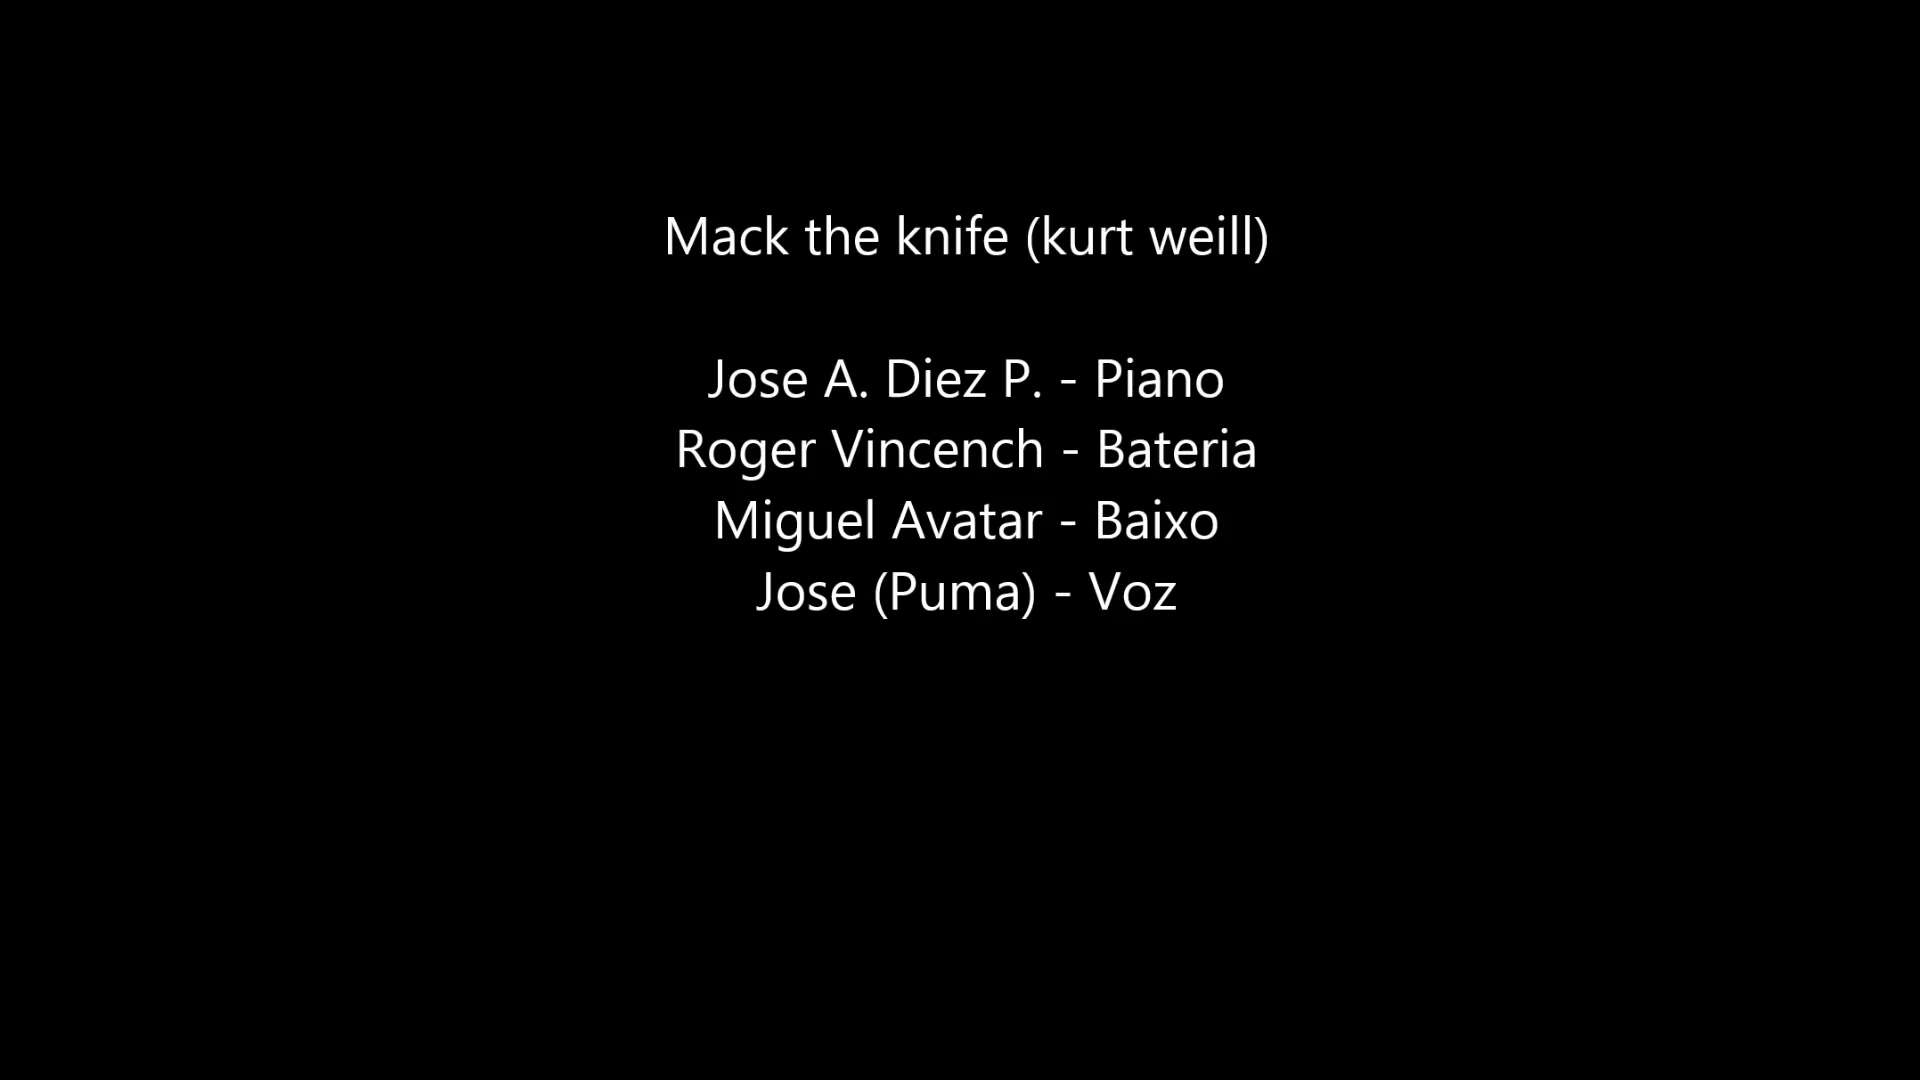 Mack the knife (kurt weill)
Jose A. Diez P. - Piano
Roger Vincench - Bateria
Miguel Avatar - Baixo
Jose (Puma) - Voz